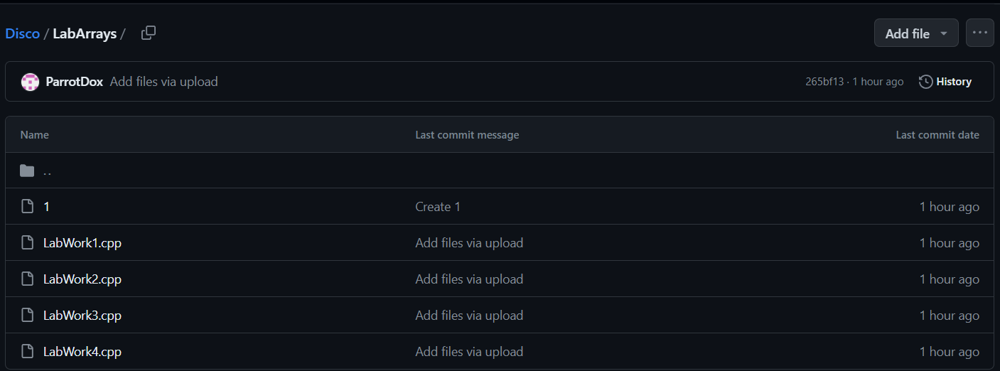 Disco / LabArrays / Add file ...
ParrotDox Add files via upload 265bf13 · 1 hour ago History
Name Last commit message Last commit date
..
1 Create 1 1 hour ago
LabWork1.cpp Add files via upload 1 hour ago
LabWork2.cpp Add files via upload 1 hour ago
LabWork3.cpp Add files via upload 1 hour ago
LabWork4.cpp Add files via upload 1 hour ago